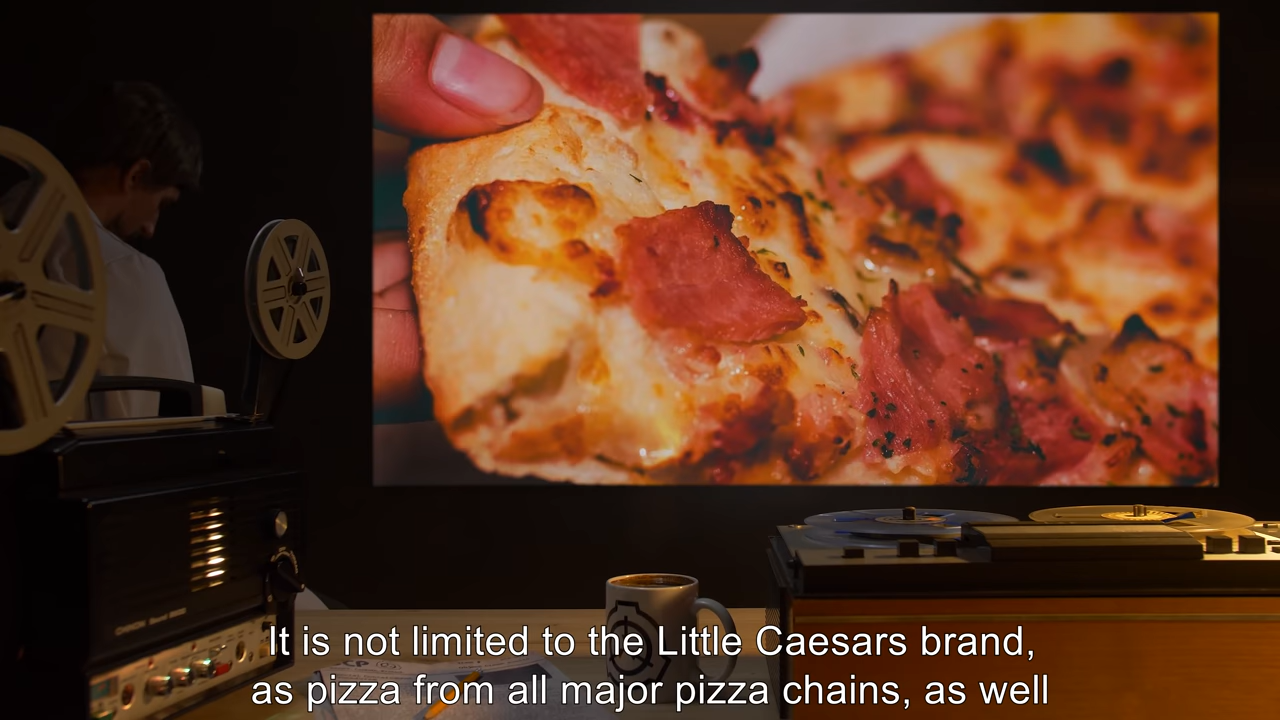 It is not limited to the Little Caesars brand,
as pizza from all major pizza chains, as well